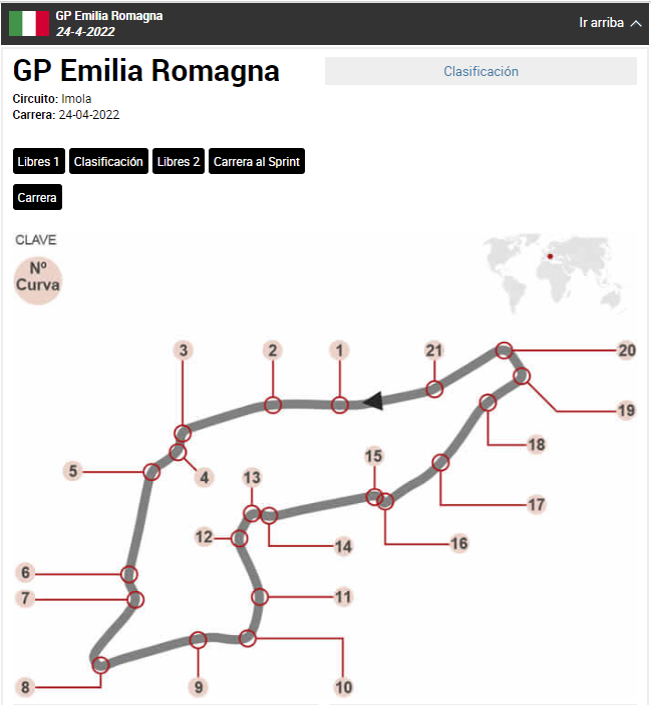 GP Emilia Romagna
24-4-2022
Ir arriba
GP Emilia Romagna
Clasificación
Circuito: Imola
Carrera: 24-04-2022
Libres 1
Clasificación
Libres 2
Carrera al Sprint
Carrera
CLAVE
Nº
Curva
3
2
1
21
20
19
18
5
4
13
15
17
12
14
16
6
7
11
8
9
10